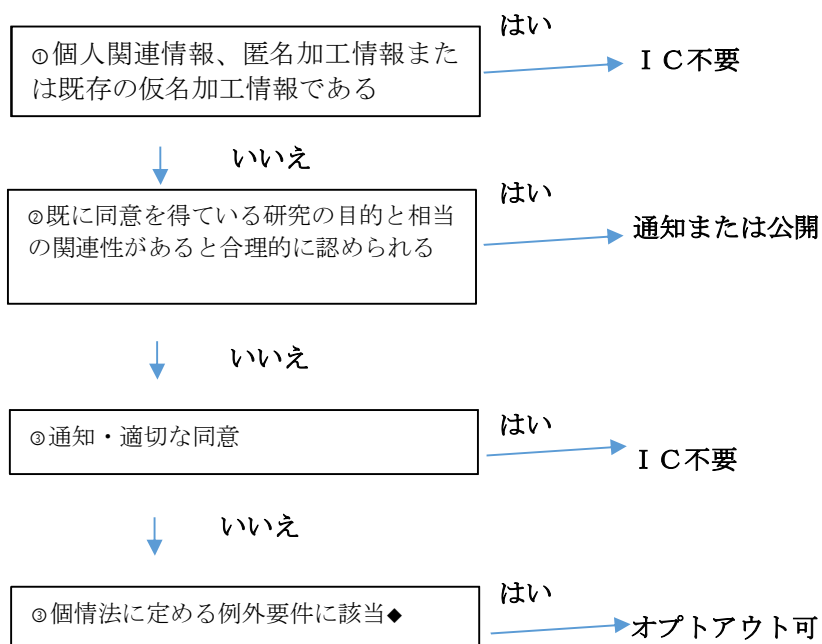 はい
①個人関連情報、匿名加工情報また
は既存の仮名加工情報である
ＩＣ不要
いいえ
はい
②既に同意を得ている研究の目的と相当
の関連性があると合理的に認められる
通知または公開
いいえ
はい
③通知・適切な同意
ＩＣ不要
いいえ
はい
③個情法に定める例外要件に該当◆
オプトアウト可